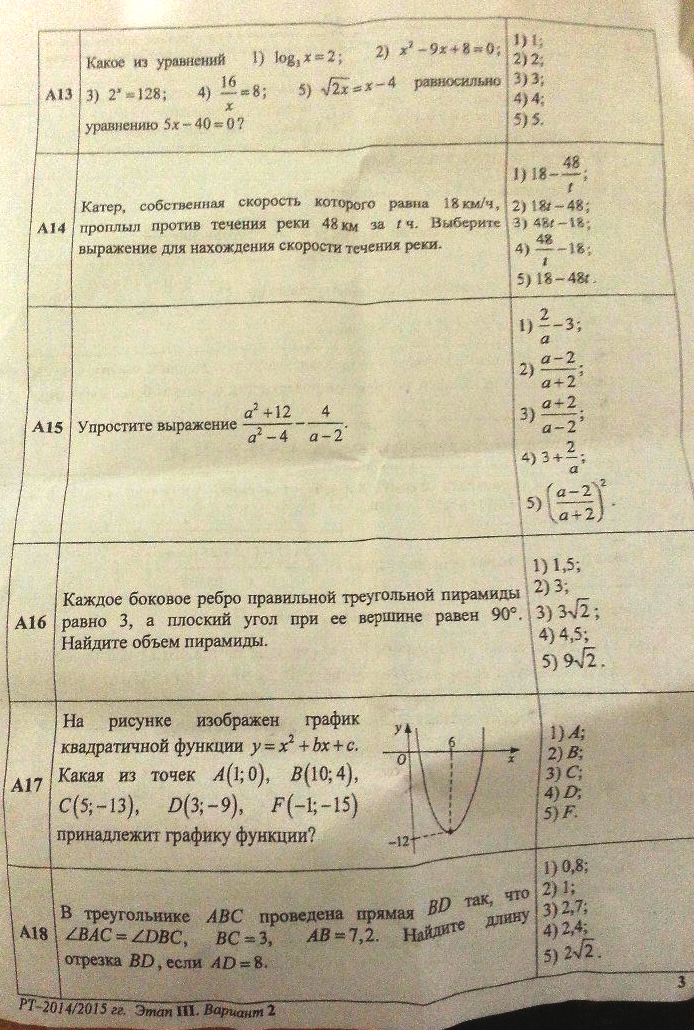 A13
Какое из уравнений 1) log₃ x = 2; 2) x² − 9x + 8 = 0;
3) 2ˣ = 128; 4) 16/x = 8; 5) √(2x) = x − 4 равносильно
уравнению 5x − 40 = 0?
1) 1;
2) 2;
3) 3;
4) 4;
5) 5.
A14
Катер, собственная скорость которого равна 18 км/ч,
проплыл против течения реки 48 км за t ч. Выберите
выражение для нахождения скорости течения реки.
1) 18 − 48/t;
2) 18t − 48;
3) 48t − 18;
4) 48/t − 18;
5) 18 − 48t.
A15
Упростите выражение (a² + 12)/(a² − 4) − 4/(a − 2).
1) 2/a − 3;
2) (a − 2)/(a + 2);
3) (a + 2)/(a − 2);
4) 3 + 2/a;
5) ((a − 2)/(a + 2))².
A16
Каждое боковое ребро правильной треугольной пирамиды
равно 3, а плоский угол при ее вершине равен 90°.
Найдите объем пирамиды.
1) 1,5;
2) 3;
3) 3√2;
4) 4,5;
5) 9√2.
A17
На рисунке изображен график
квадратичной функции y = x² + bx + c.
Какая из точек A(1; 0), B(10; 4),
C(5; −13), D(3; −9), F(−1; −15)
принадлежит графику функции?
y
6
O
x
−12
1) A;
2) B;
3) C;
4) D;
5) F.
A18
В треугольнике ABC проведена прямая BD так, что
∠BAC = ∠DBC, BC = 3, AB = 7,2. Найдите длину
отрезка BD, если AD = 8.
1) 0,8;
2) 1;
3) 2,7;
4) 2,4;
5) 2√2.
3
РТ–2014/2015 гг. Этап III. Вариант 2